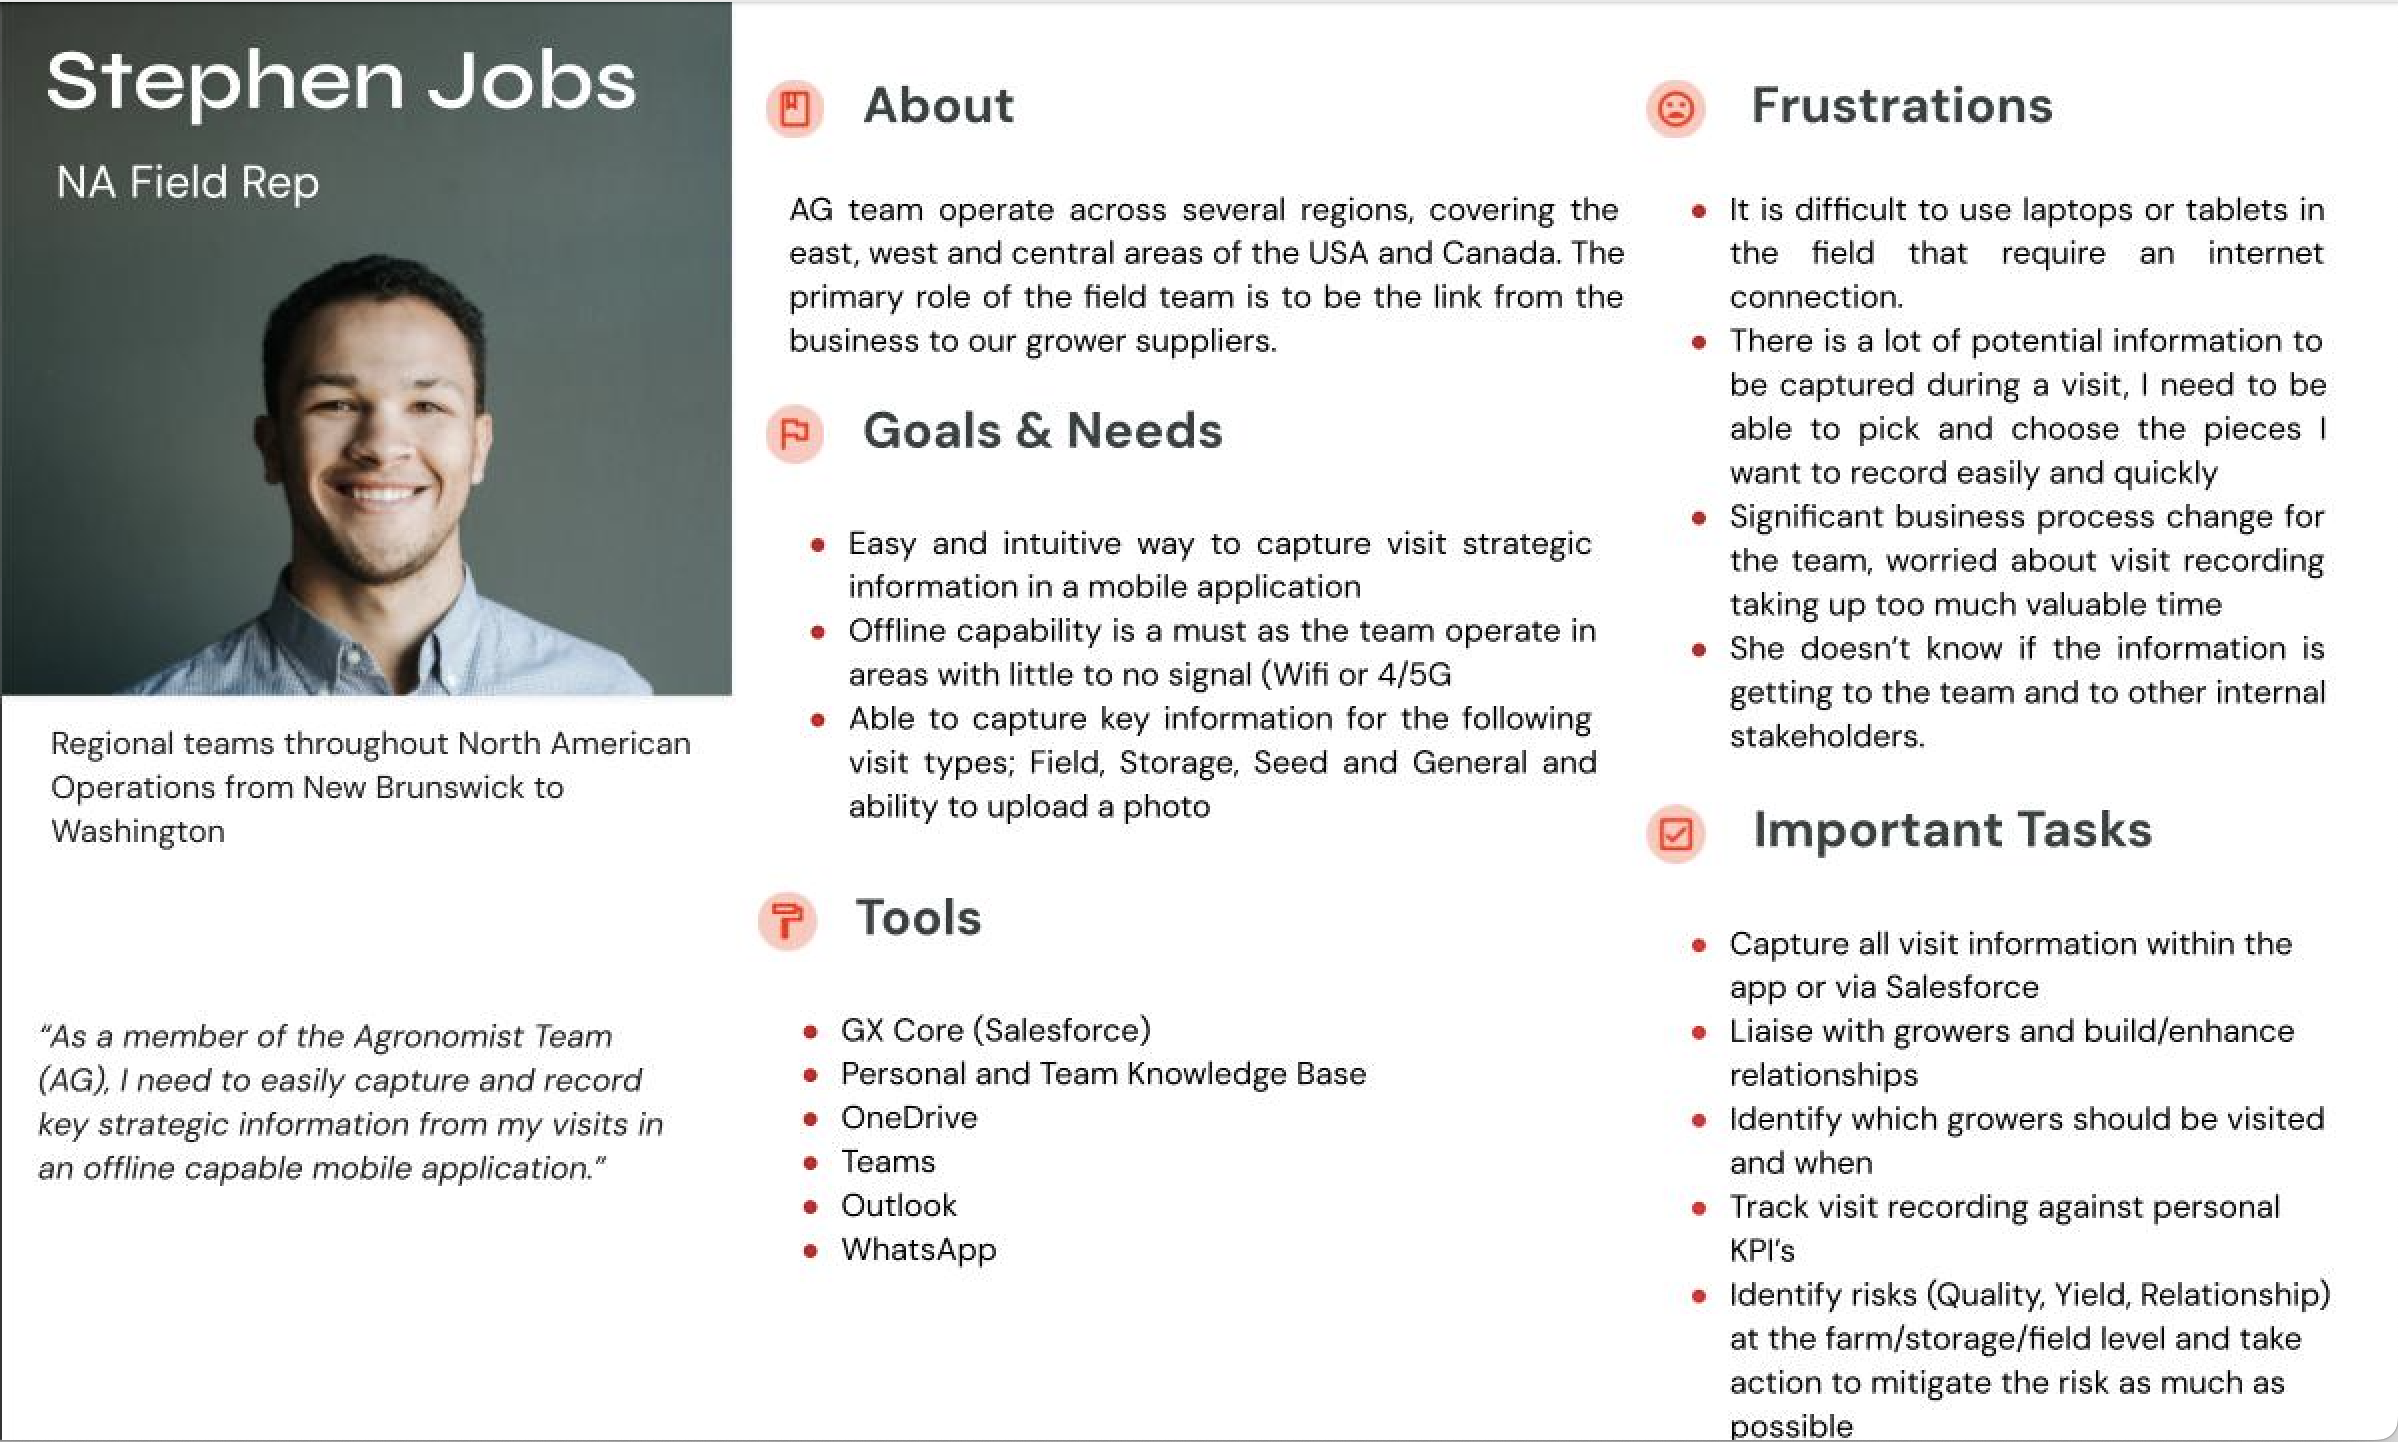 Stephen Jobs
NA Field Rep
Regional teams throughout North American
Operations from New Brunswick to
Washington
“As a member of the Agronomist Team
(AG), I need to easily capture and record
key strategic information from my visits in
an offline capable mobile application.”
About
AG team operate across several regions, covering the
east, west and central areas of the USA and Canada. The
primary role of the field team is to be the link from the
business to our grower suppliers.
Goals & Needs
● Easy and intuitive way to capture visit strategic
information in a mobile application
● Offline capability is a must as the team operate in
areas with little to no signal (Wifi or 4/5G
● Able to capture key information for the following
visit types; Field, Storage, Seed and General and
ability to upload a photo
Tools
● GX Core (Salesforce)
● Personal and Team Knowledge Base
● OneDrive
● Teams
● Outlook
● WhatsApp
Frustrations
● It is difficult to use laptops or tablets in
the field that require an internet
connection.
● There is a lot of potential information to
be captured during a visit, I need to be
able to pick and choose the pieces I
want to record easily and quickly
● Significant business process change for
the team, worried about visit recording
taking up too much valuable time
● She doesn’t know if the information is
getting to the team and to other internal
stakeholders.
Important Tasks
● Capture all visit information within the
app or via Salesforce
● Liaise with growers and build/enhance
relationships
● Identify which growers should be visited
and when
● Track visit recording against personal
KPI’s
● Identify risks (Quality, Yield, Relationship)
at the farm/storage/field level and take
action to mitigate the risk as much as
possible